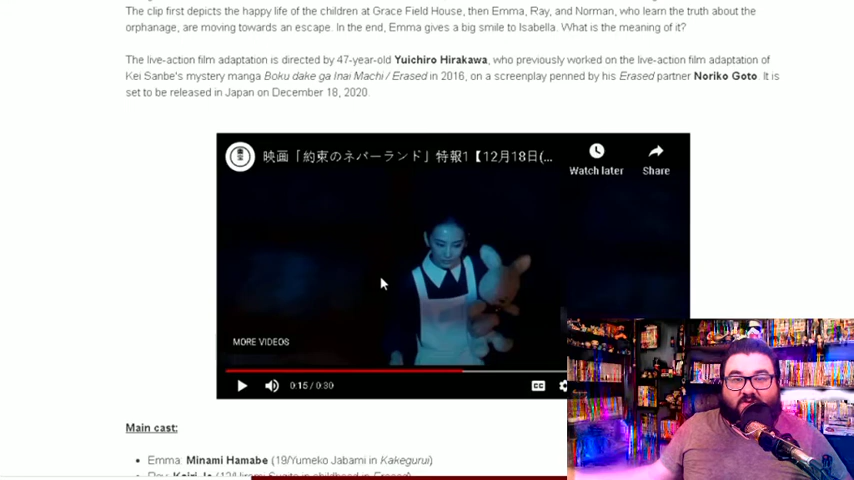 The clip first depicts the happy life of the children at Grace Field House, then Emma, Ray, and Norman, who learn the truth about the
orphanage, are moving towards an escape. In the end, Emma gives a big smile to Isabella. What is the meaning of it?
The live-action film adaptation is directed by 47-year-old Yuichiro Hirakawa, who previously worked on the live-action film adaptation of
Kei Sanbe's mystery manga Boku dake ga Inai Machi / Erased in 2016, on a screenplay penned by his Erased partner Noriko Goto. It is
set to be released in Japan on December 18, 2020.
映画「約束のネバーランド」特報1【12月18日(...
Watch later
Share
MORE VIDEOS
0:15 / 0:30
CC
Main cast:
Emma: Minami Hamabe (19/Yumeko Jabami in Kakegurui)